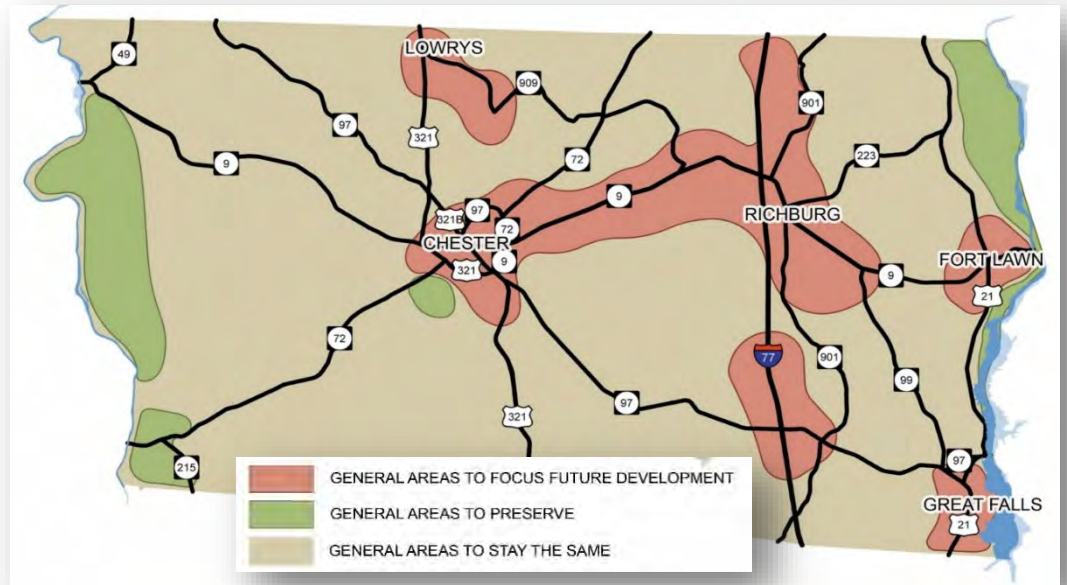 49
LOWRYS
909
97
321
901
72
223
9
9
321B
97
72
RICHBURG
CHESTER
9
321
FORT LAWN
9
21
72
77
901
99
97
321
97
215
GREAT FALLS
21
GENERAL AREAS TO FOCUS FUTURE DEVELOPMENT
GENERAL AREAS TO PRESERVE
GENERAL AREAS TO STAY THE SAME